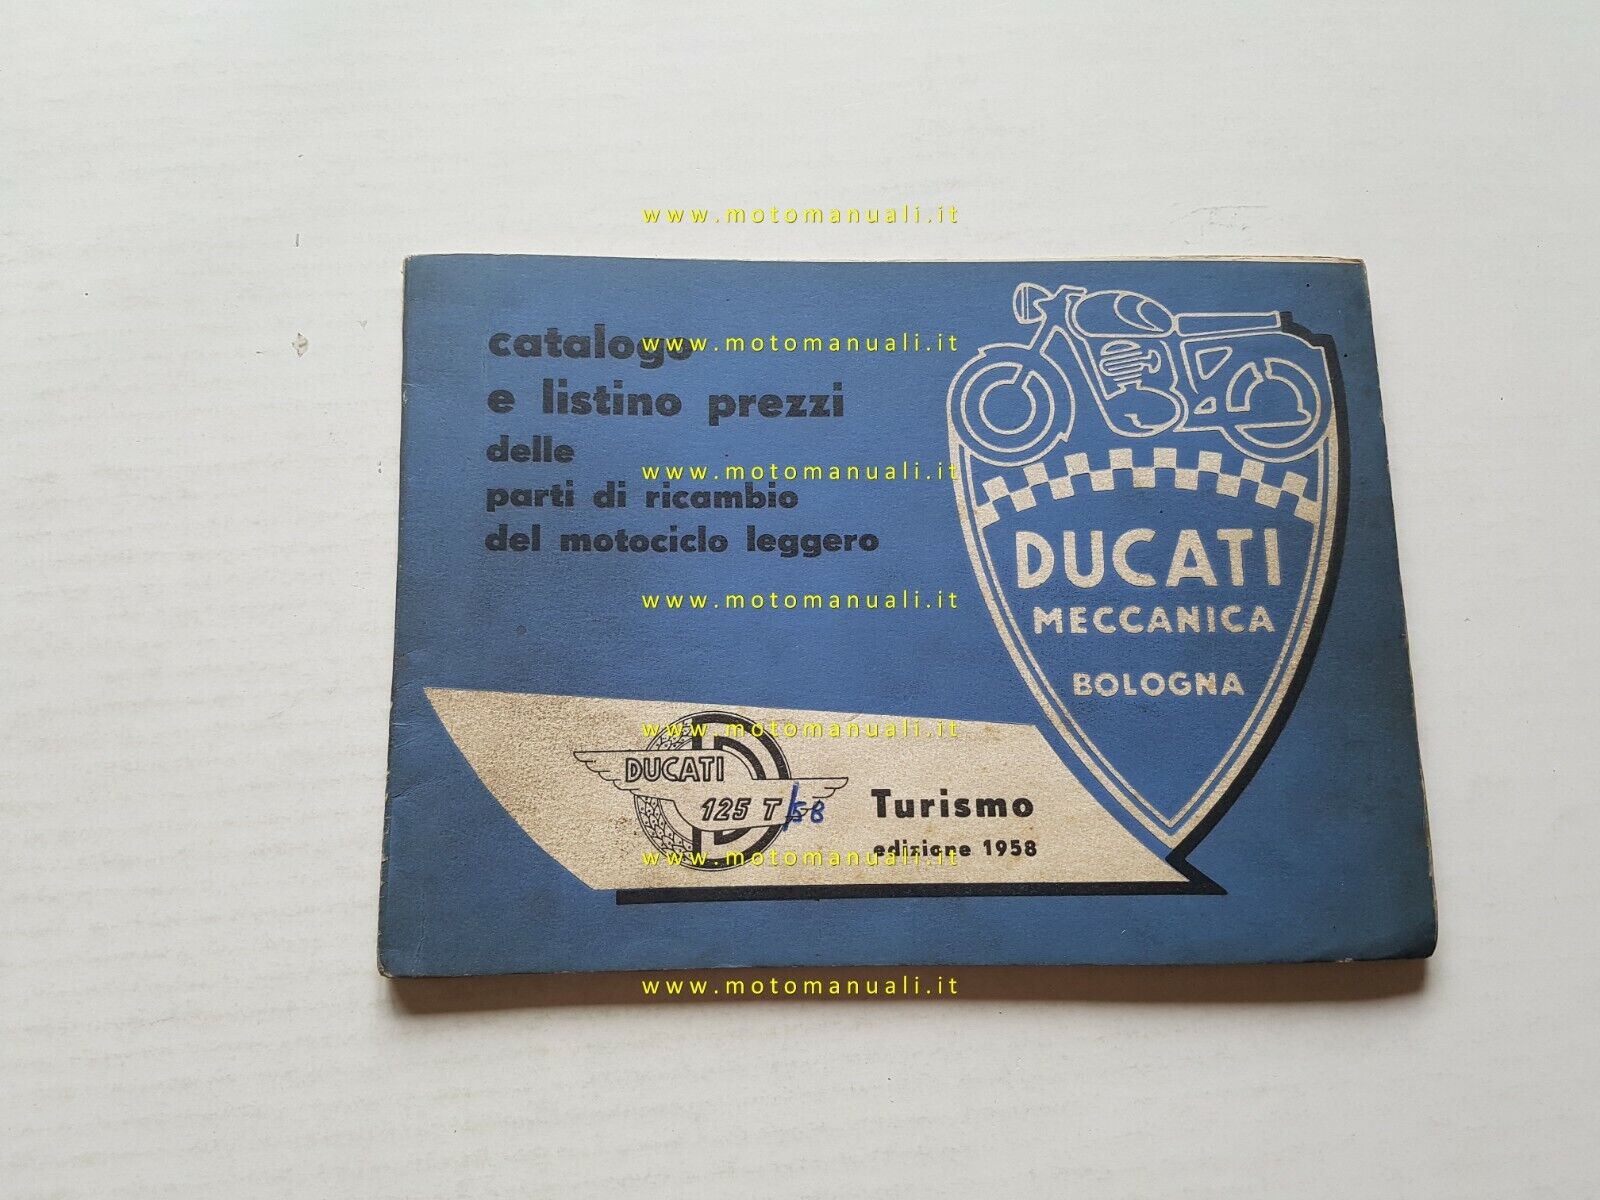 www.motomanuali.it
catalogo
www.motomanuali.it
e listino prezzi
delle
www.motomanuali.it
parti di ricambio
del motociclo leggero
www.motomanuali.it
DUCATI
MECCANICA
BOLOGNA
www.motomanuali.it
DUCATI
125 T/58
Turismo
edizione 1958
www.motomanuali.it
www.motomanuali.it